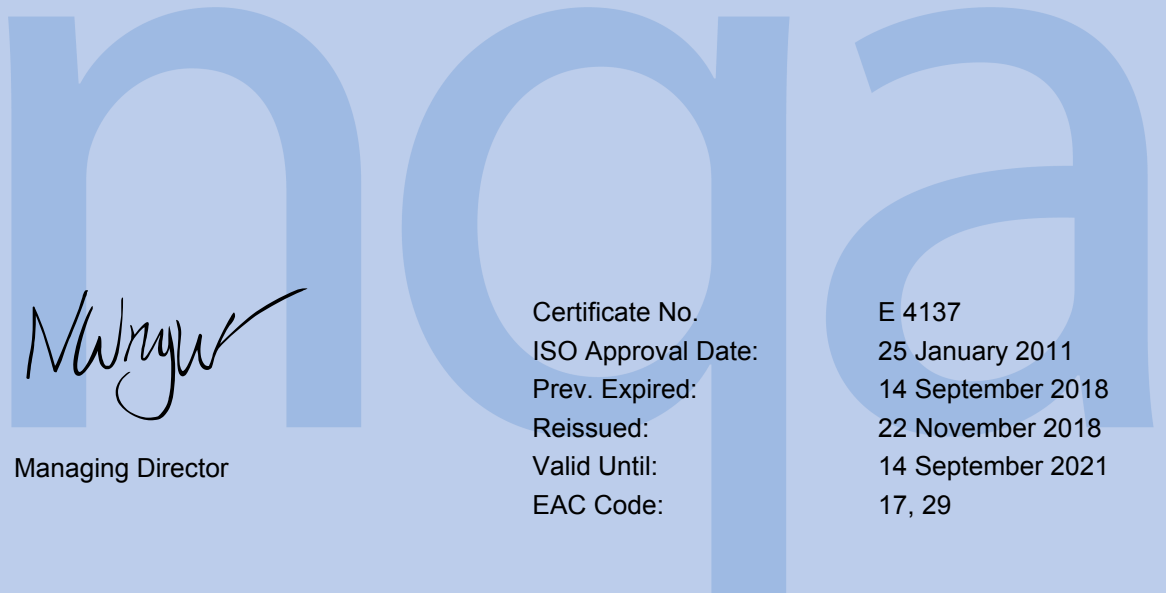 nqa
Certificate No. E 4137
ISO Approval Date: 25 January 2011
Prev. Expired: 14 September 2018
Reissued: 22 November 2018
Valid Until: 14 September 2021
EAC Code: 17, 29
Managing Director